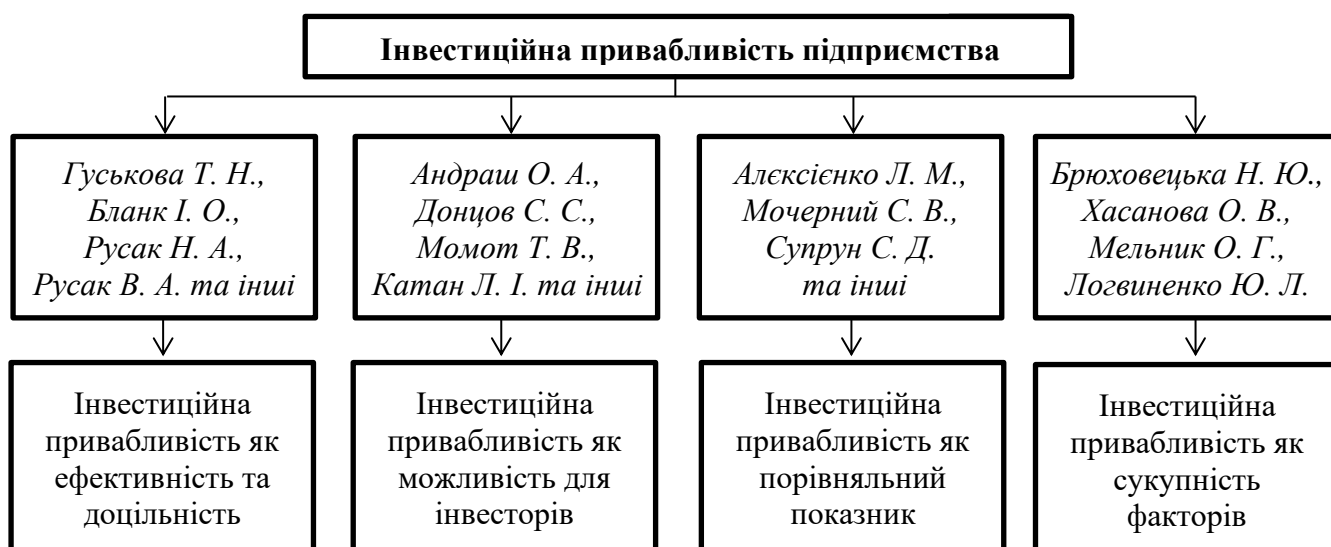 Інвестиційна привабливість підприємства
Гуськова Т. Н.,
Бланк І. О.,
Русак Н. А.,
Русак В. А. та інші
Андраш О. А.,
Донцов С. С.,
Момот Т. В.,
Катан Л. І. та інші
Алєксієнко Л. М.,
Мочерний С. В.,
Супрун С. Д.
та інші
Брюховецька Н. Ю.,
Хасанова О. В.,
Мельник О. Г.,
Логвиненко Ю. Л.
Інвестиційна
привабливість як
ефективність та
доцільність
Інвестиційна
привабливість як
можливість для
інвесторів
Інвестиційна
привабливість як
порівняльний
показник
Інвестиційна
привабливість як
сукупність
факторів